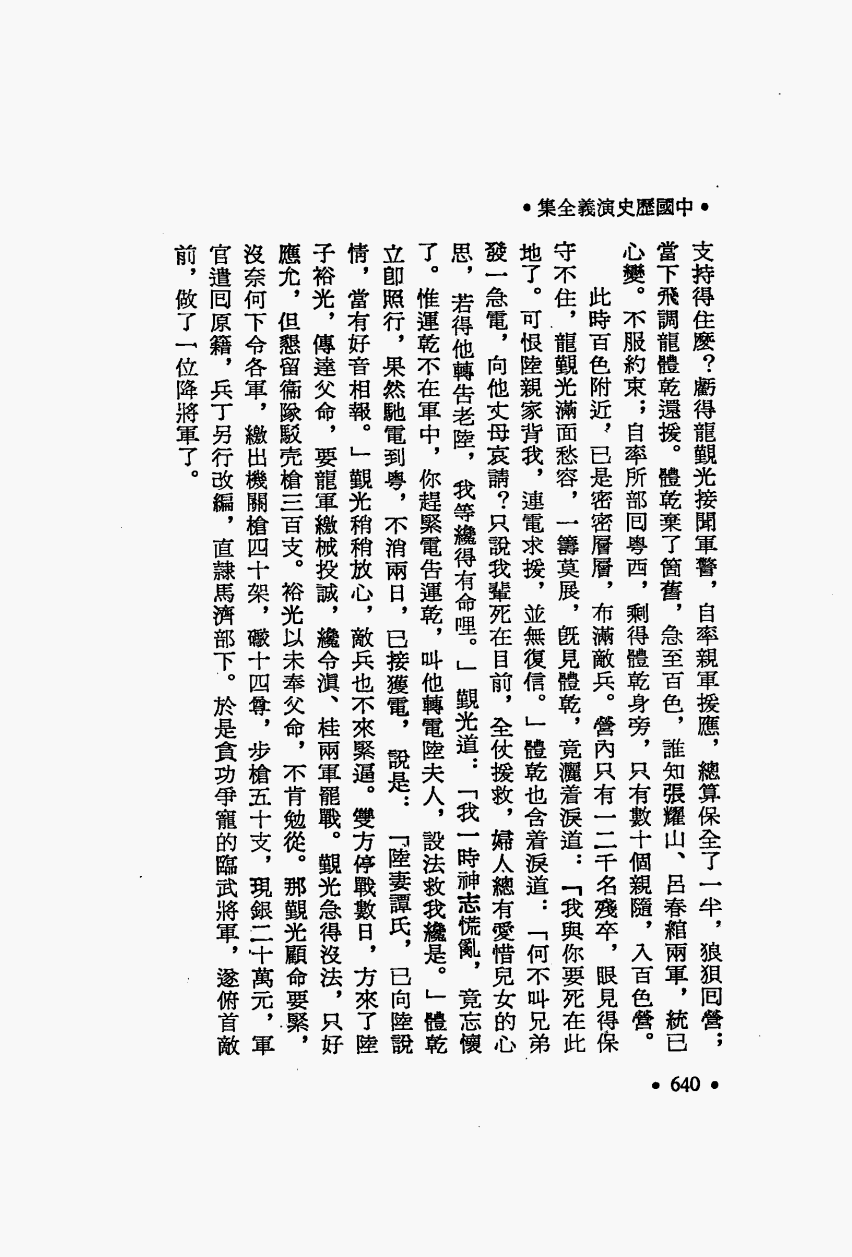 •中國歷史演義全集•
支持得住麼？虧得龍覲光接聞軍警，自率親軍援應，總算保全了一半，狼狽回營；
當下飛調龍體乾還援。體乾棄了箇舊，急至百色，誰知張耀山、呂春綰兩軍，統已
心變。不服約束；自率所部回粵西，剩得體乾身旁，只有數十個親隨，入百色營。
此時百色附近，已是密密層層，布滿敵兵。營內只有一二千名殘卒，眼見得保
守不住，龍覲光滿面愁容，一籌莫展，旣見體乾，竟灑着淚道：「我與你要死在此
地了。可恨陸親家背我，連電求援，並無復信。」體乾也含着淚道：「何不叫兄弟
發一急電，向他丈母哀請？只說我輩死在目前，全仗援救，婦人總有愛惜兒女的心
思，若得他轉告老陸，我等纔得有命哩。」覲光道：「我一時神志慌亂，竟忘懷
了。惟運乾不在軍中，你趕緊電告運乾，叫他轉電陸夫人，設法救我纔是。」體乾
立卽照行，果然馳電到粵，不消兩日，已接獲電，說是：「陸妻譚氏，已向陸說
情，當有好音相報。」覲光稍稍放心，敵兵也不來緊逼。雙方停戰數日，方來了陸
子裕光，傳達父命，要龍軍繳械投誠，纔令滇、桂兩軍罷戰。覲光急得沒法，只好
應允，但懇留衞隊駁壳槍三百支。裕光以未奉父命，不肯勉從。那覲光顧命要緊，
沒奈何下令各軍，繳出機關槍四十架，礮十四尊，步槍五十支，現銀二十萬元，軍
官遣回原籍，兵丁另行改編，直隸馬濟部下。於是貪功爭寵的臨武將軍，遂俯首敵
前，做了一位降將軍了。
•640•